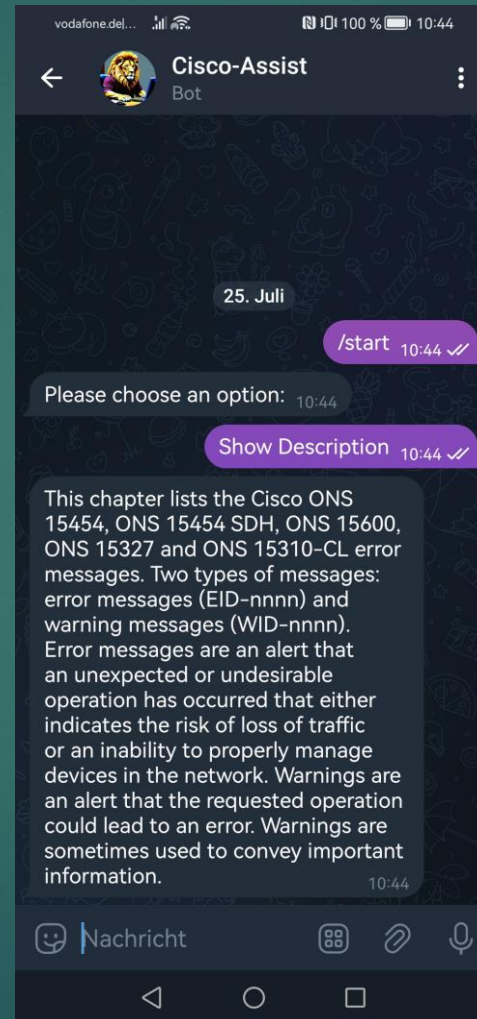 vodafone.de|... 100 % 10:44
Cisco-Assist
Bot
25. Juli
/start 10:44
Please choose an option: 10:44
Show Description 10:44
This chapter lists the Cisco ONS
15454, ONS 15454 SDH, ONS 15600,
ONS 15327 and ONS 15310-CL error
messages. Two types of messages:
error messages (EID-nnnn) and
warning messages (WID-nnnn).
Error messages are an alert that
an unexpected or undesirable
operation has occurred that either
indicates the risk of loss of traffic
or an inability to properly manage
devices in the network. Warnings are
an alert that the requested operation
could lead to an error. Warnings are
sometimes used to convey important
information. 10:44
Nachricht